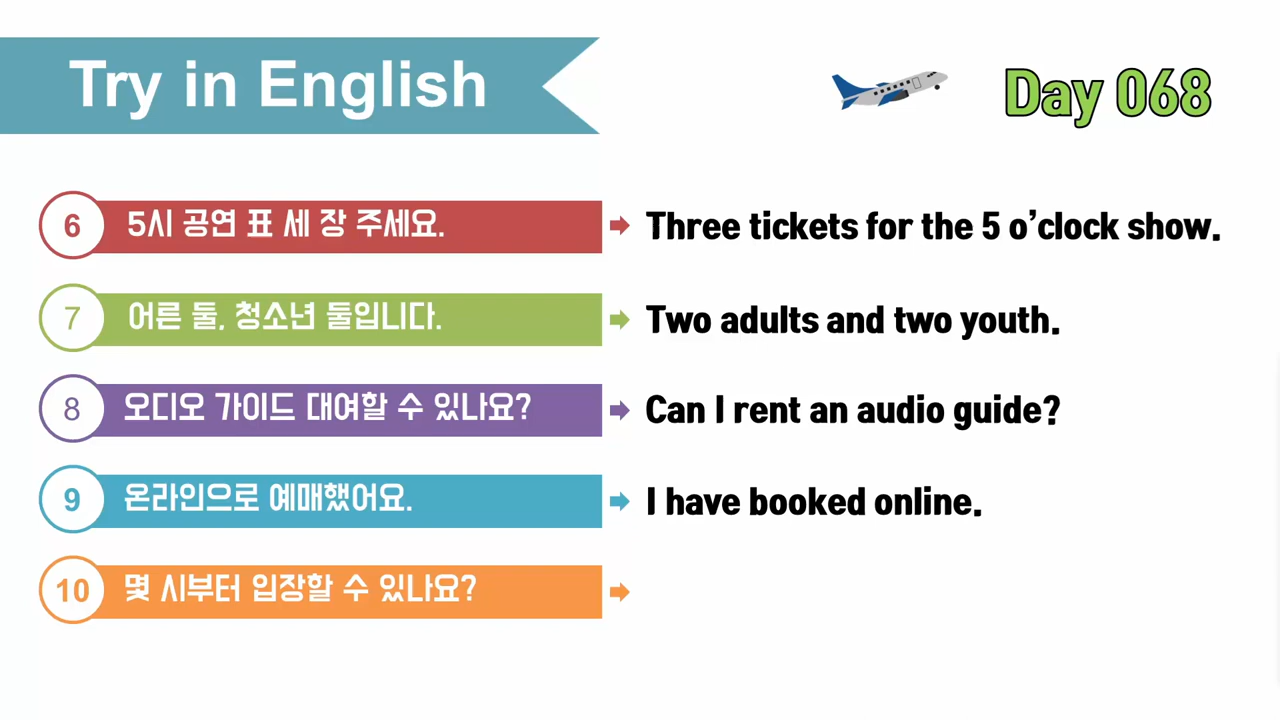 Try in English
Day 068
6 5시 공연 표 세 장 주세요. Three tickets for the 5 o’clock show.
7 어른 둘, 청소년 둘입니다. Two adults and two youth.
8 오디오 가이드 대여할 수 있나요? Can I rent an audio guide?
9 온라인으로 예매했어요. I have booked online.
10 몇 시부터 입장할 수 있나요?